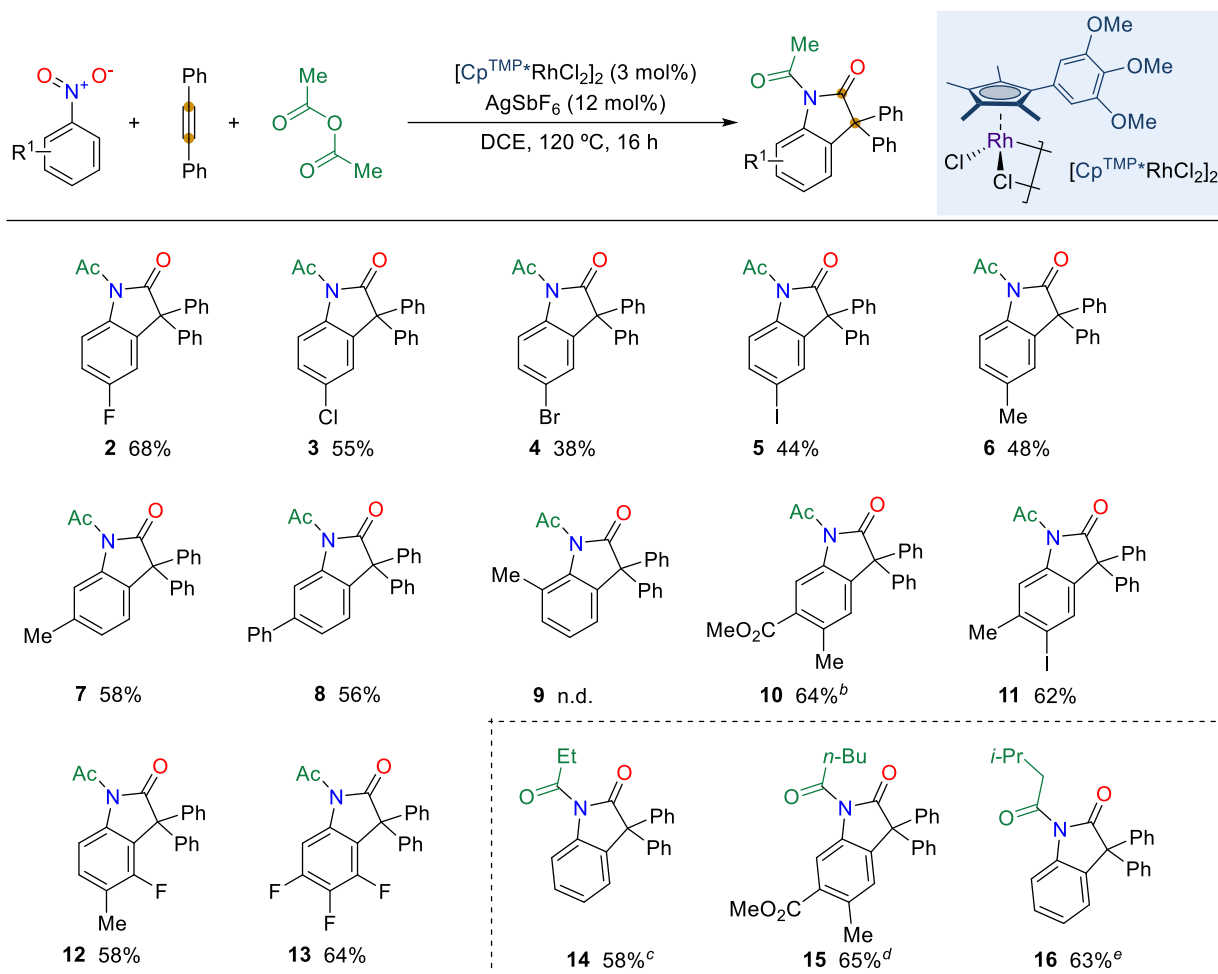 O O⁻
N⁺
R¹
+
Ph
Ph
+
Me
O
O
O
Me
[Cp^TMP*RhCl₂]₂ (3 mol%)
AgSbF₆ (12 mol%)
DCE, 120 ºC, 16 h
Me
O
N
O
Ph
Ph
R¹
OMe
OMe
OMe
Rh
Cl
Cl
2
[Cp^TMP*RhCl₂]₂
Ac N O Ph Ph F
2 68%
Ac N O Ph Ph Cl
3 55%
Ac N O Ph Ph Br
4 38%
Ac N O Ph Ph I
5 44%
Ac N O Ph Ph Me
6 48%
Ac N O Ph Ph Me
7 58%
Ac N O Ph Ph Ph
8 56%
Ac N O Me Ph Ph
9 n.d.
Ac N O Ph Ph MeO₂C Me
10 64%ᵇ
Ac N O Ph Ph Me I
11 62%
Ac N O Ph Ph F Me
12 58%
Ac N O Ph Ph F F F
13 64%
Et O N O Ph Ph
14 58%ᶜ
n-Bu O N O Ph Ph MeO₂C Me
15 65%ᵈ
i-Pr O N O Ph Ph
16 63%ᵉ